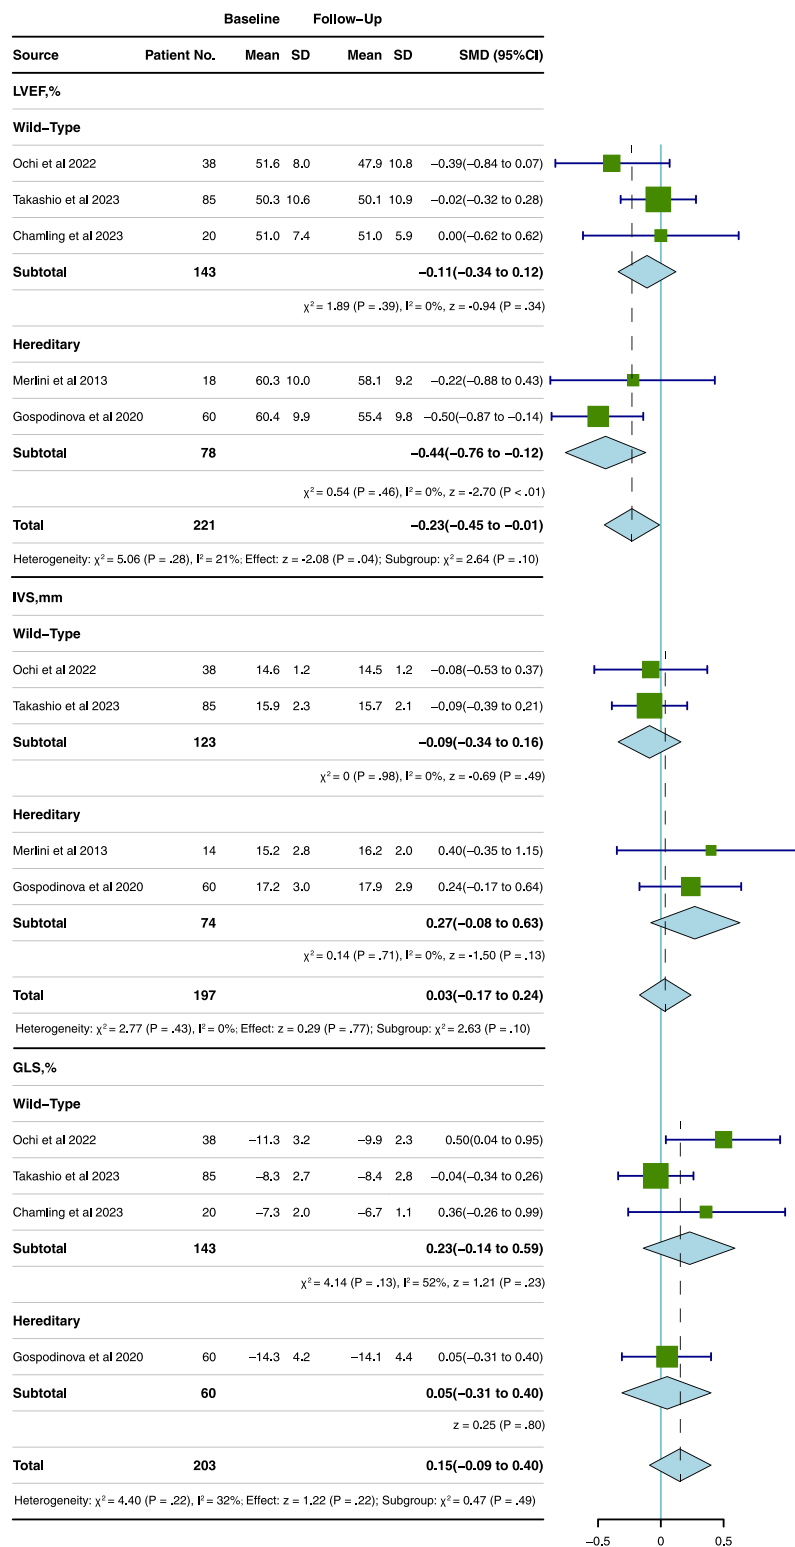 Baseline Follow–Up
Source Patient No. Mean SD Mean SD SMD (95%CI)
LVEF,%
Wild–Type
Ochi et al 2022 38 51.6 8.0 47.9 10.8 −0.39(−0.84 to 0.07)
Takashio et al 2023 85 50.3 10.6 50.1 10.9 −0.02(−0.32 to 0.28)
Chamling et al 2023 20 51.0 7.4 51.0 5.9 0.00(−0.62 to 0.62)
Subtotal 143 −0.11(−0.34 to 0.12)
χ² = 1.89 (P = .39), I² = 0%, z = -0.94 (P = .34)
Hereditary
Merlini et al 2013 18 60.3 10.0 58.1 9.2 −0.22(−0.88 to 0.43)
Gospodinova et al 2020 60 60.4 9.9 55.4 9.8 −0.50(−0.87 to −0.14)
Subtotal 78 −0.44(−0.76 to −0.12)
χ² = 0.54 (P = .46), I² = 0%, z = -2.70 (P < .01)
Total 221 −0.23(−0.45 to −0.01)
Heterogeneity: χ² = 5.06 (P = .28), I² = 21%; Effect: z = -2.08 (P = .04); Subgroup: χ² = 2.64 (P = .10)
IVS,mm
Wild–Type
Ochi et al 2022 38 14.6 1.2 14.5 1.2 −0.08(−0.53 to 0.37)
Takashio et al 2023 85 15.9 2.3 15.7 2.1 −0.09(−0.39 to 0.21)
Subtotal 123 −0.09(−0.34 to 0.16)
χ² = 0 (P = .98), I² = 0%, z = -0.69 (P = .49)
Hereditary
Merlini et al 2013 14 15.2 2.8 16.2 2.0 0.40(−0.35 to 1.15)
Gospodinova et al 2020 60 17.2 3.0 17.9 2.9 0.24(−0.17 to 0.64)
Subtotal 74 0.27(−0.08 to 0.63)
χ² = 0.14 (P = .71), I² = 0%, z = -1.50 (P = .13)
Total 197 0.03(−0.17 to 0.24)
Heterogeneity: χ² = 2.77 (P = .43), I² = 0%; Effect: z = 0.29 (P = .77); Subgroup: χ² = 2.63 (P = .10)
GLS,%
Wild–Type
Ochi et al 2022 38 −11.3 3.2 −9.9 2.3 0.50(0.04 to 0.95)
Takashio et al 2023 85 −8.3 2.7 −8.4 2.8 −0.04(−0.34 to 0.26)
Chamling et al 2023 20 −7.3 2.0 −6.7 1.1 0.36(−0.26 to 0.99)
Subtotal 143 0.23(−0.14 to 0.59)
χ² = 4.14 (P = .13), I² = 52%, z = 1.21 (P = .23)
Hereditary
Gospodinova et al 2020 60 −14.3 4.2 −14.1 4.4 0.05(−0.31 to 0.40)
Subtotal 60 0.05(−0.31 to 0.40)
z = 0.25 (P = .80)
Total 203 0.15(−0.09 to 0.40)
Heterogeneity: χ² = 4.40 (P = .22), I² = 32%; Effect: z = 1.22 (P = .22); Subgroup: χ² = 0.47 (P = .49)
−0.5 0 0.5